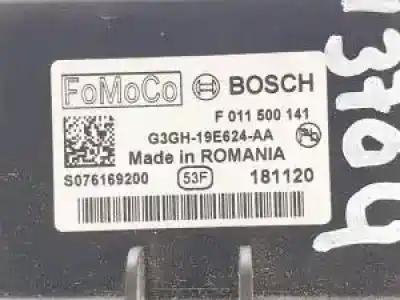 FoMoCo BOSCH
F 011 500 141
G3GH-19E624-AA
Made in ROMANIA
S076169200 53F 181120